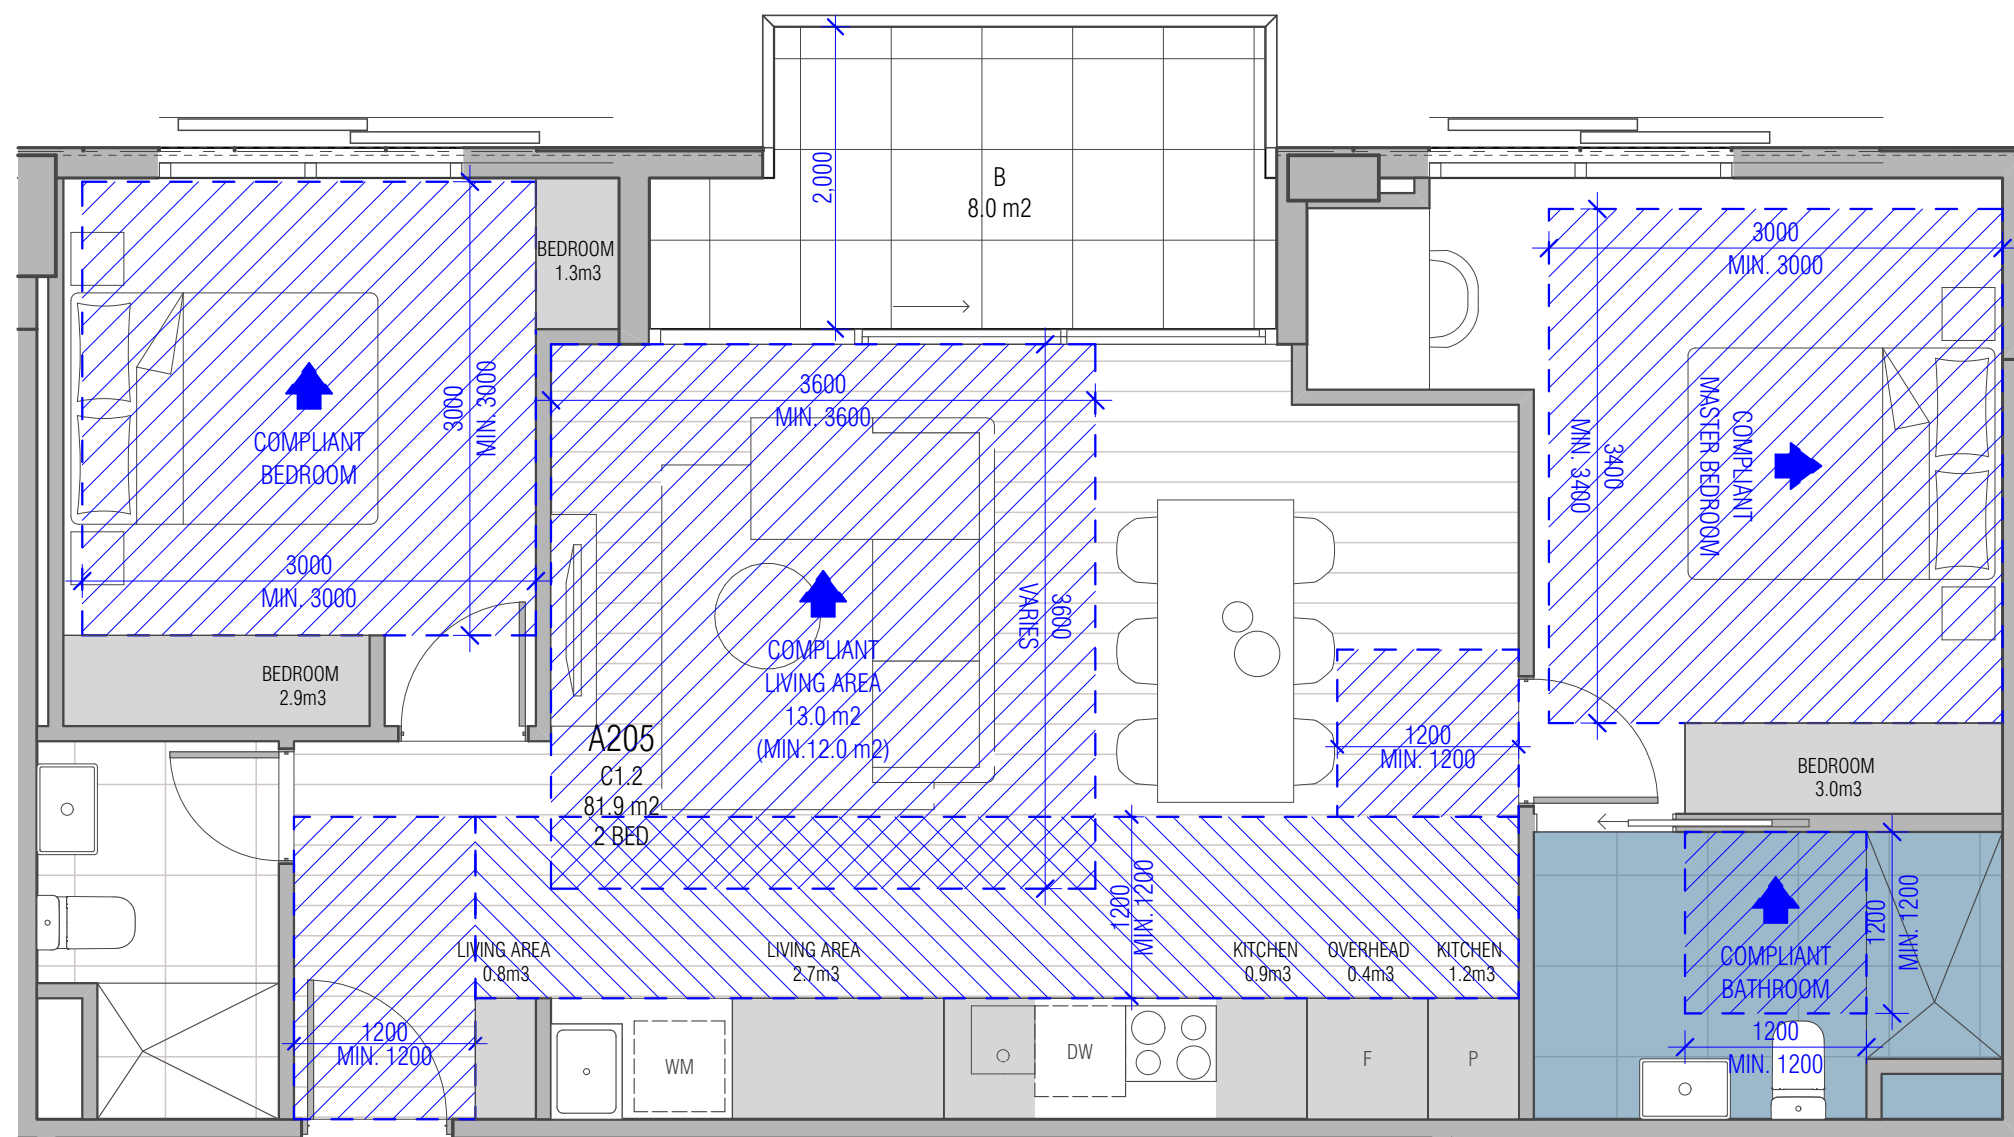 2,000
B
8.0 m2
BEDROOM
1.3m3
3000
MIN. 3000
COMPLIANT
BEDROOM
3000
MIN. 3000
BEDROOM
2.9m3
3600
MIN. 3600
3600
VARIES
COMPLIANT
LIVING AREA
13.0 m2
(MIN.12.0 m2)
A205
C1.2
81.9 m2
2 BED
3000
MIN. 3000
3400
MIN. 3400
COMPLIANT
MASTER BEDROOM
1200
MIN. 1200
BEDROOM
3.0m3
1200
MIN. 1200
LIVING AREA
0.8m3
LIVING AREA
2.7m3
KITCHEN
0.9m3
OVERHEAD
0.4m3
KITCHEN
1.2m3
1200
MIN. 1200
COMPLIANT
BATHROOM
1200
MIN. 1200
1200
MIN. 1200
WM
DW
F
P